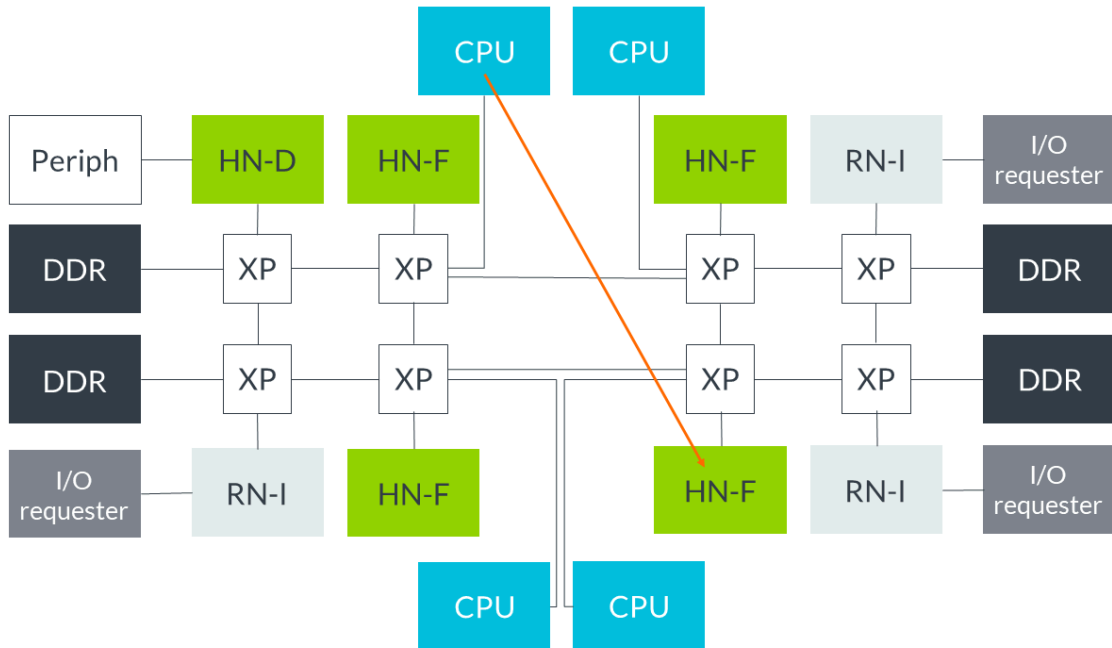 CPU
CPU
Periph
HN-D
HN-F
HN-F
RN-I
I/O
requester
DDR
XP
XP
XP
XP
DDR
DDR
XP
XP
XP
XP
DDR
I/O
requester
RN-I
HN-F
HN-F
RN-I
I/O
requester
CPU
CPU